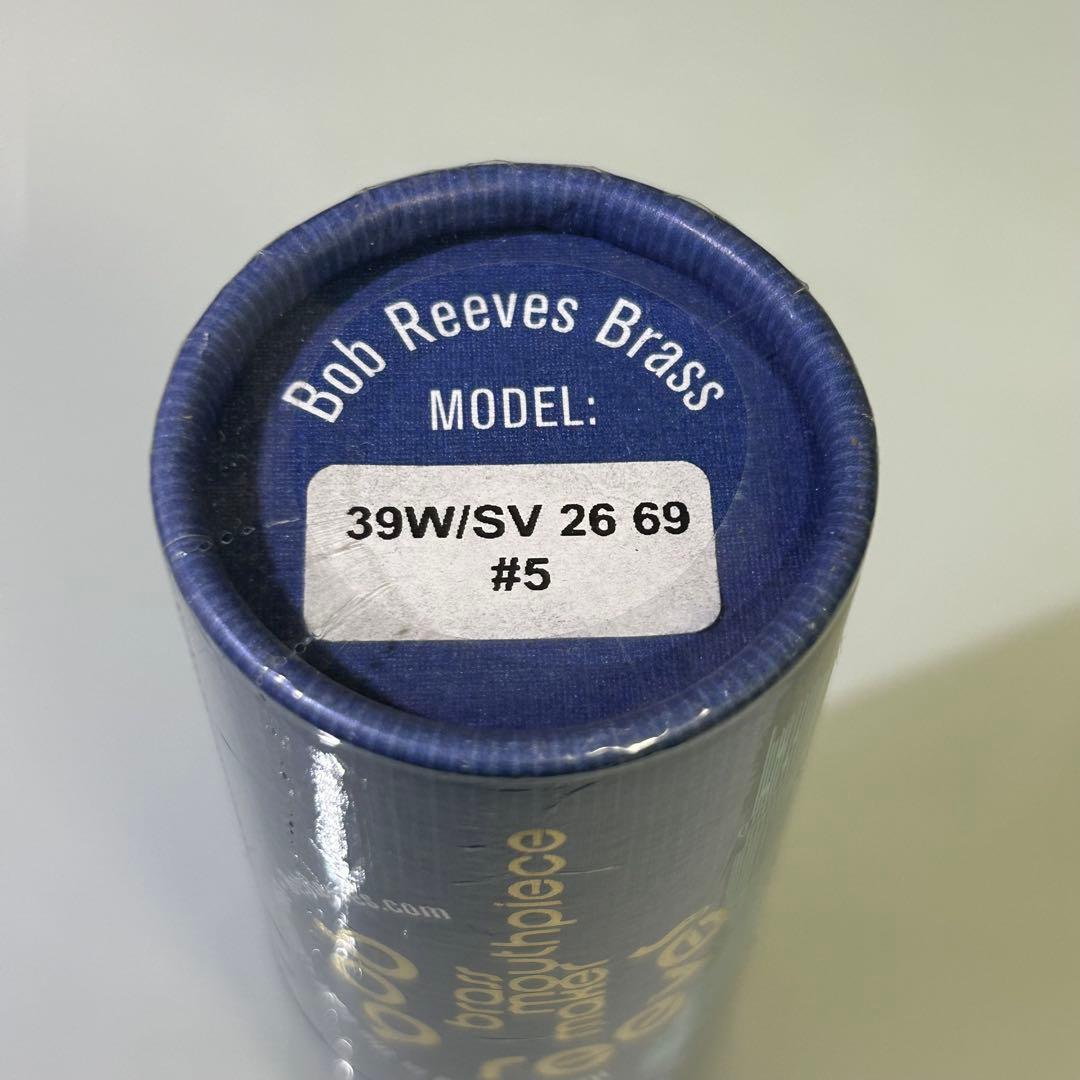 Bob Reeves Brass
MODEL:
39W/SV 26 69
#5
brass
mouthpiece
maker